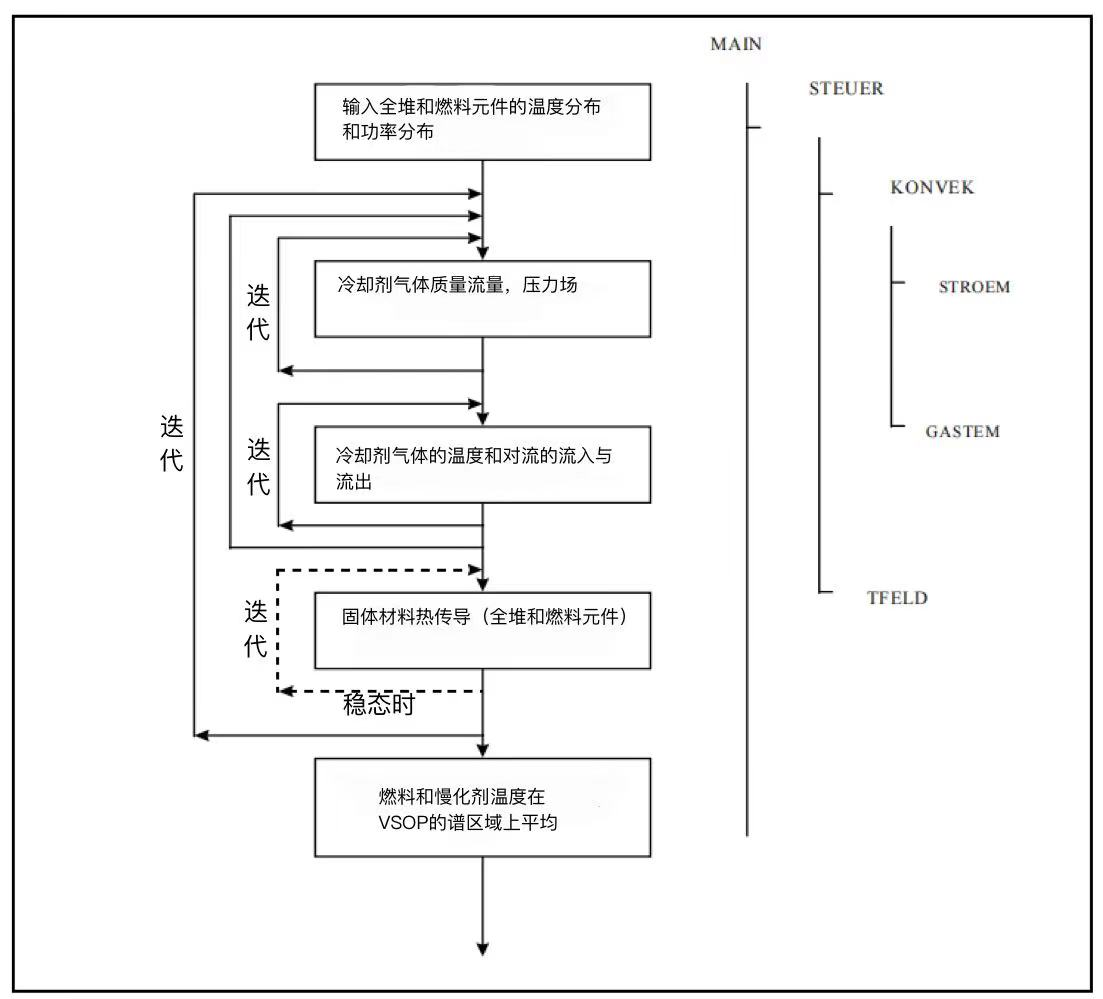 MAIN
STEUER
输入全堆和燃料元件的温度分布
和功率分布
KONVEK
冷却剂气体质量流量，压力场
STROEM
迭
代
迭
代
冷却剂气体的温度和对流的流入与
流出
GASTEM
迭
代
固体材料热传导（全堆和燃料元件）
TFELD
迭
代
稳态时
燃料和慢化剂温度在
VSOP的谱区域上平均